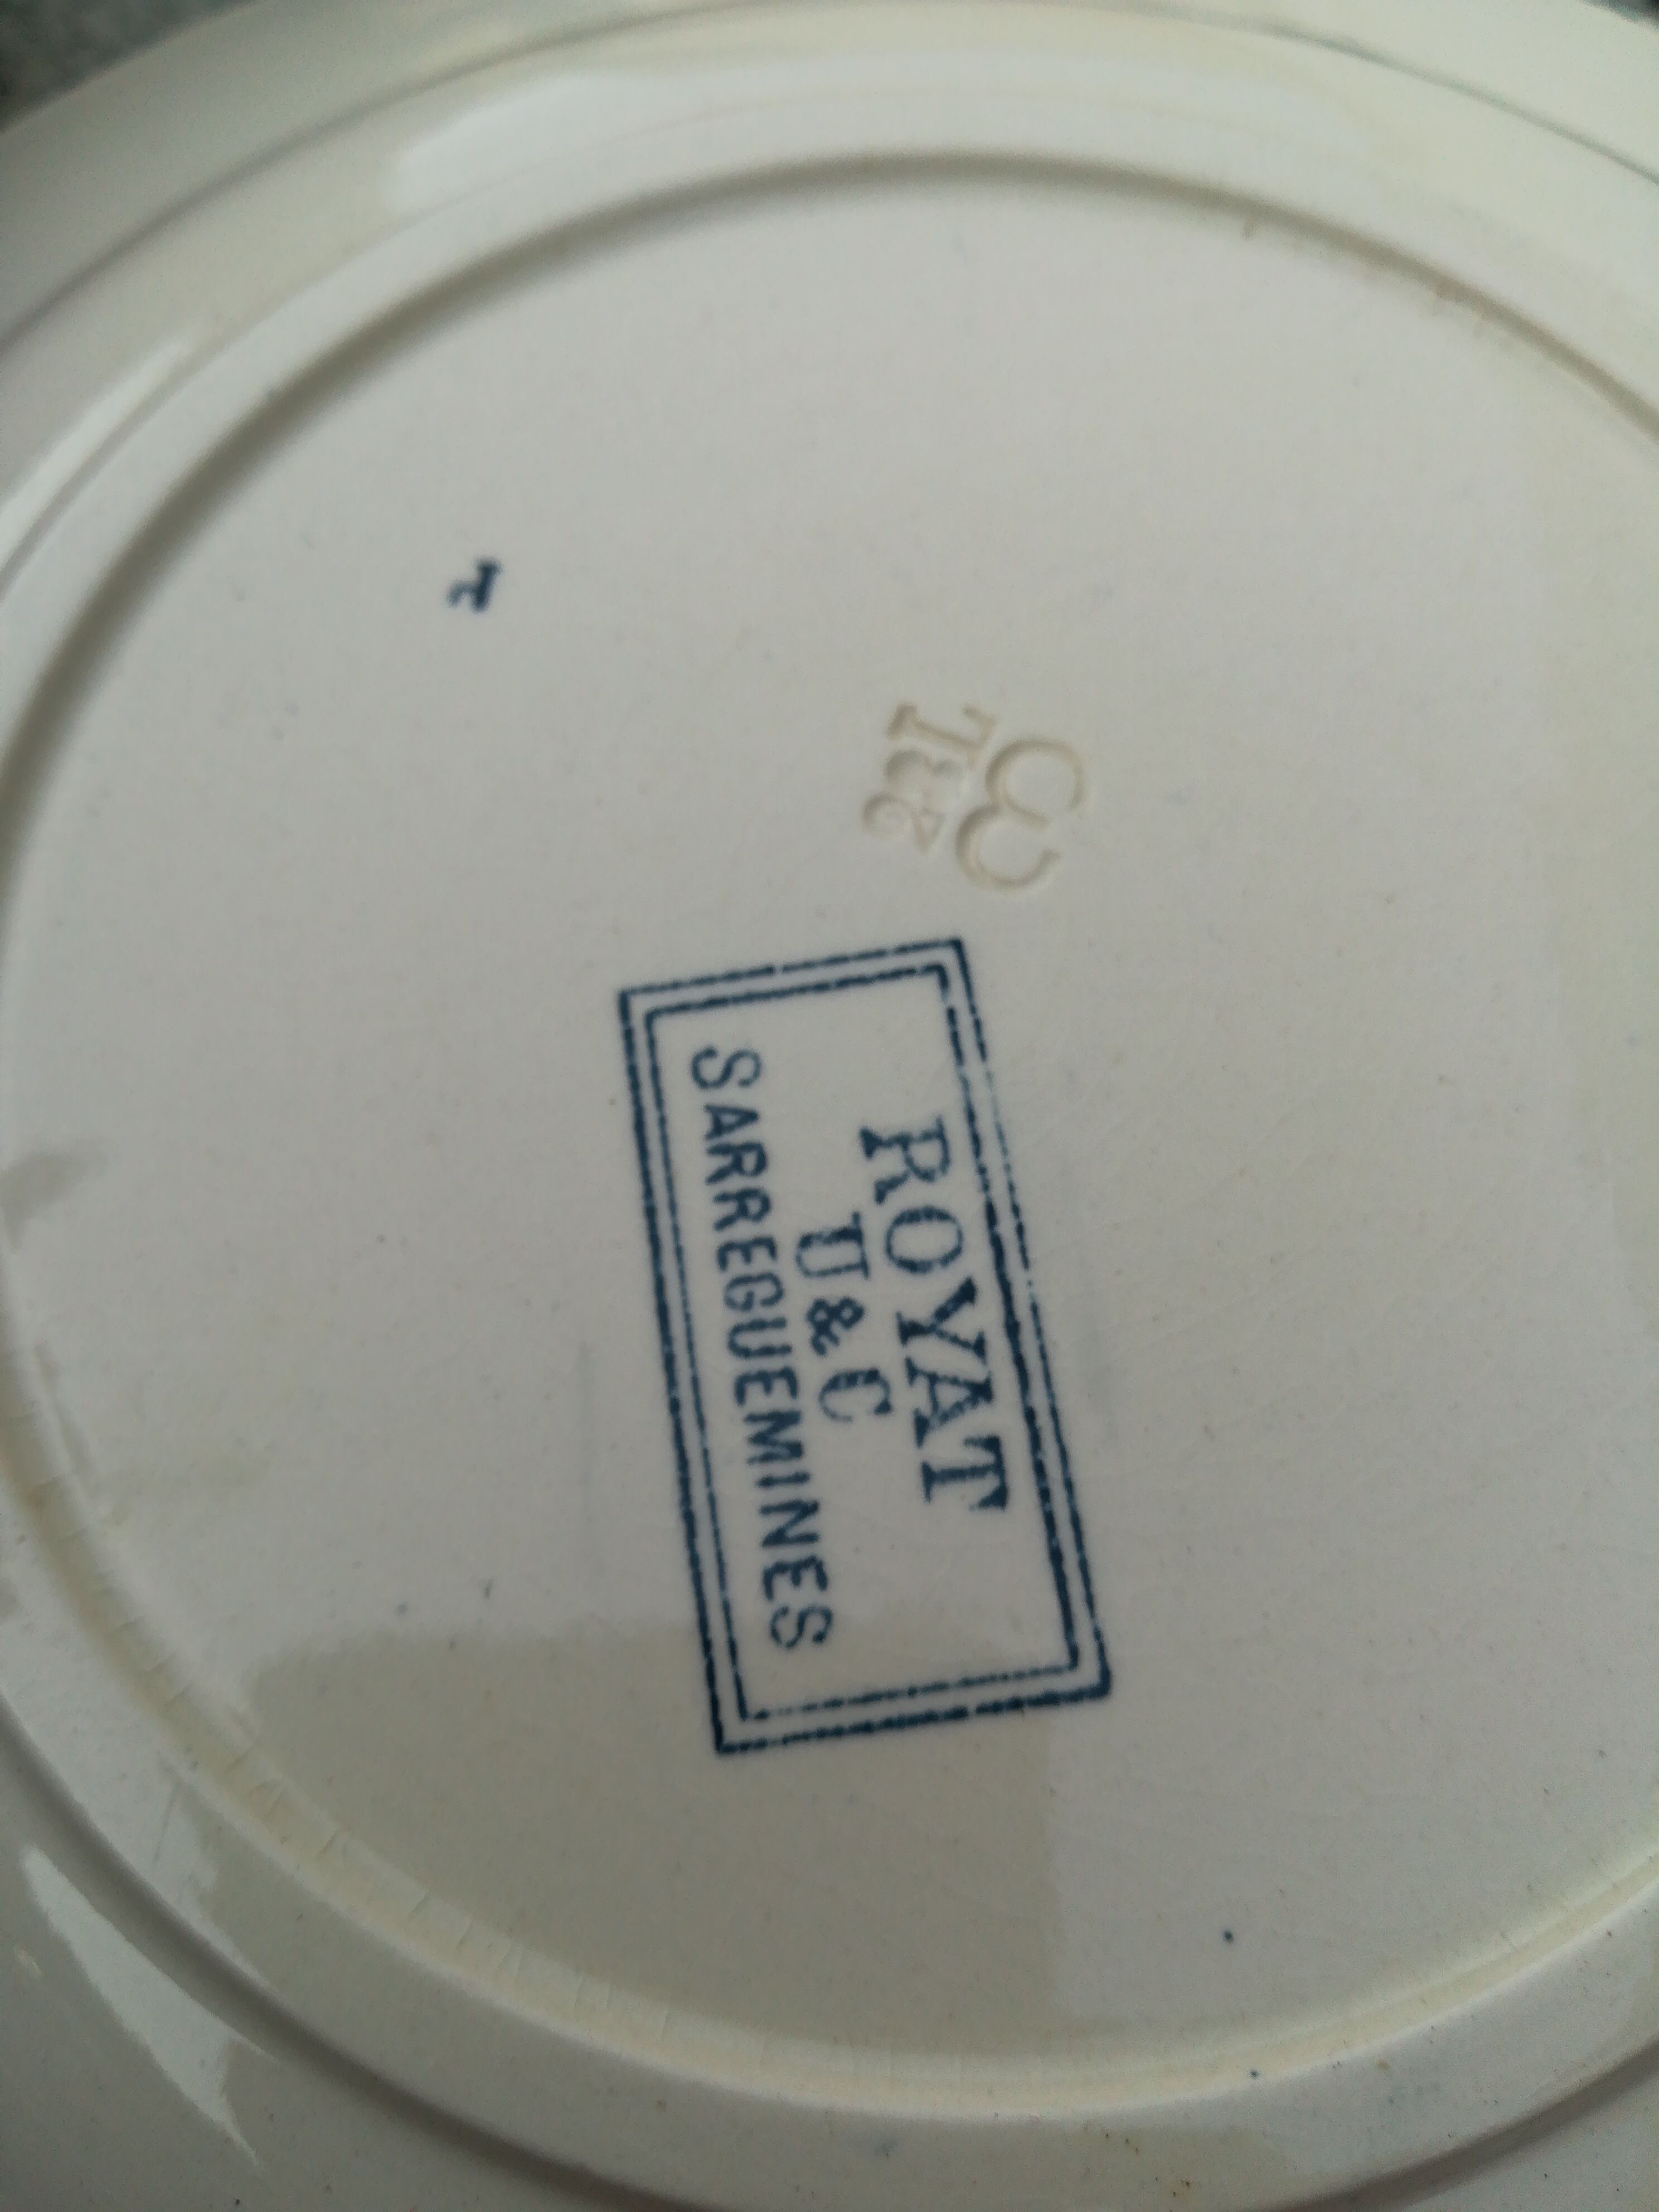 ROYAT
U & C
SARREGUEMINES